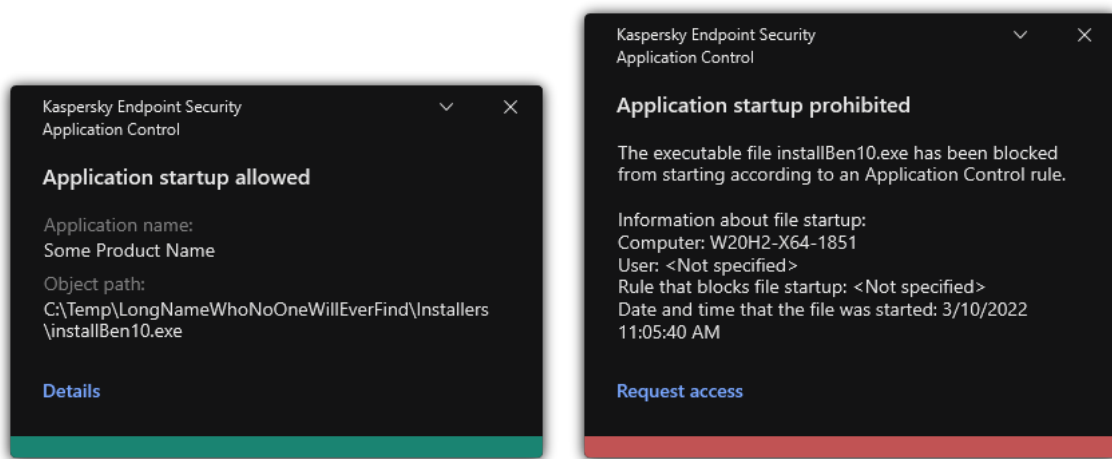 Kaspersky Endpoint Security
Application Control
Application startup allowed
Application name:
Some Product Name
Object path:
C:\Temp\LongNameWhoNoOneWillEverFind\Installers
\installBen10.exe
Details
Kaspersky Endpoint Security
Application Control
Application startup prohibited
The executable file installBen10.exe has been blocked
from starting according to an Application Control rule.
Information about file startup:
Computer: W20H2-X64-1851
User: <Not specified>
Rule that blocks file startup: <Not specified>
Date and time that the file was started: 3/10/2022
11:05:40 AM
Request access